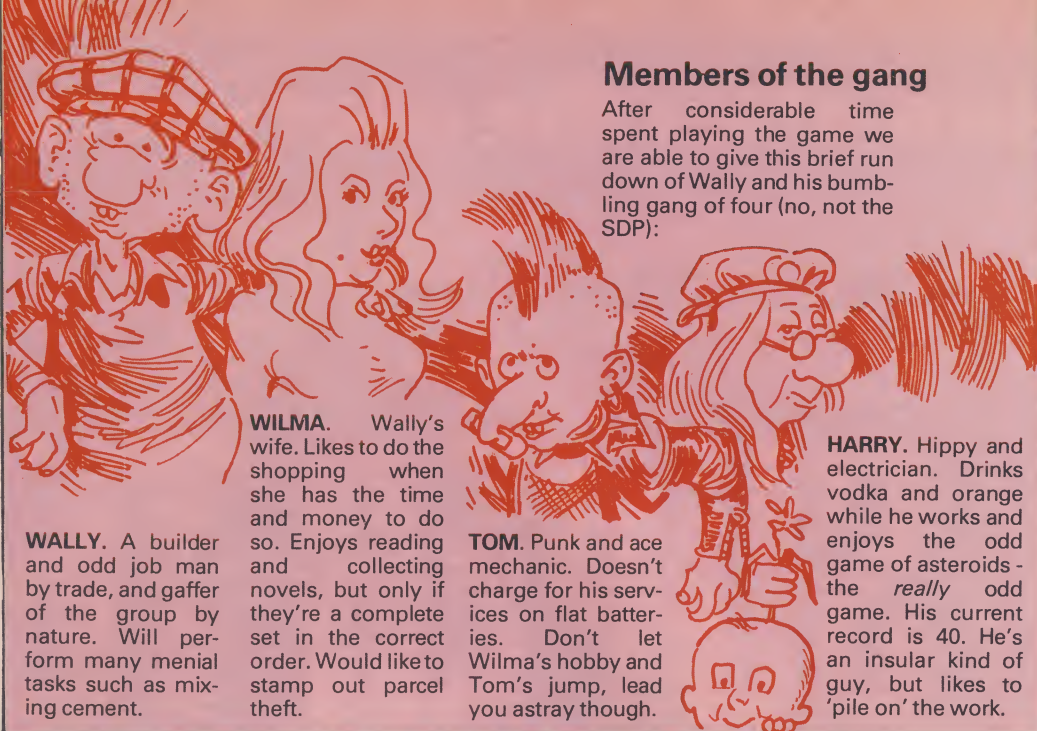 Members of the gang
After considerable time
spent playing the game we
are able to give this brief run
down of Wally and his bumb-
ling gang of four (no, not the
SDP):
WALLY. A builder
and odd job man
by trade, and gaffer
of the group by
nature. Will per-
form many menial
tasks such as mix-
ing cement.
WILMA. Wally's
wife. Likes to do the
shopping when
she has the time
and money to do
so. Enjoys reading
and collecting
novels, but only if
they're a complete
set in the correct
order. Would like to
stamp out parcel
theft.
TOM. Punk and ace
mechanic. Doesn't
charge for his serv-
ices on flat batter-
ies. Don't let
Wilma's hobby and
Tom's jump, lead
you astray though.
HARRY. Hippy and
electrician. Drinks
vodka and orange
while he works and
enjoys the odd
game of asteroids -
the really odd
game. His current
record is 40. He's
an insular kind of
guy, but likes to
'pile on' the work.